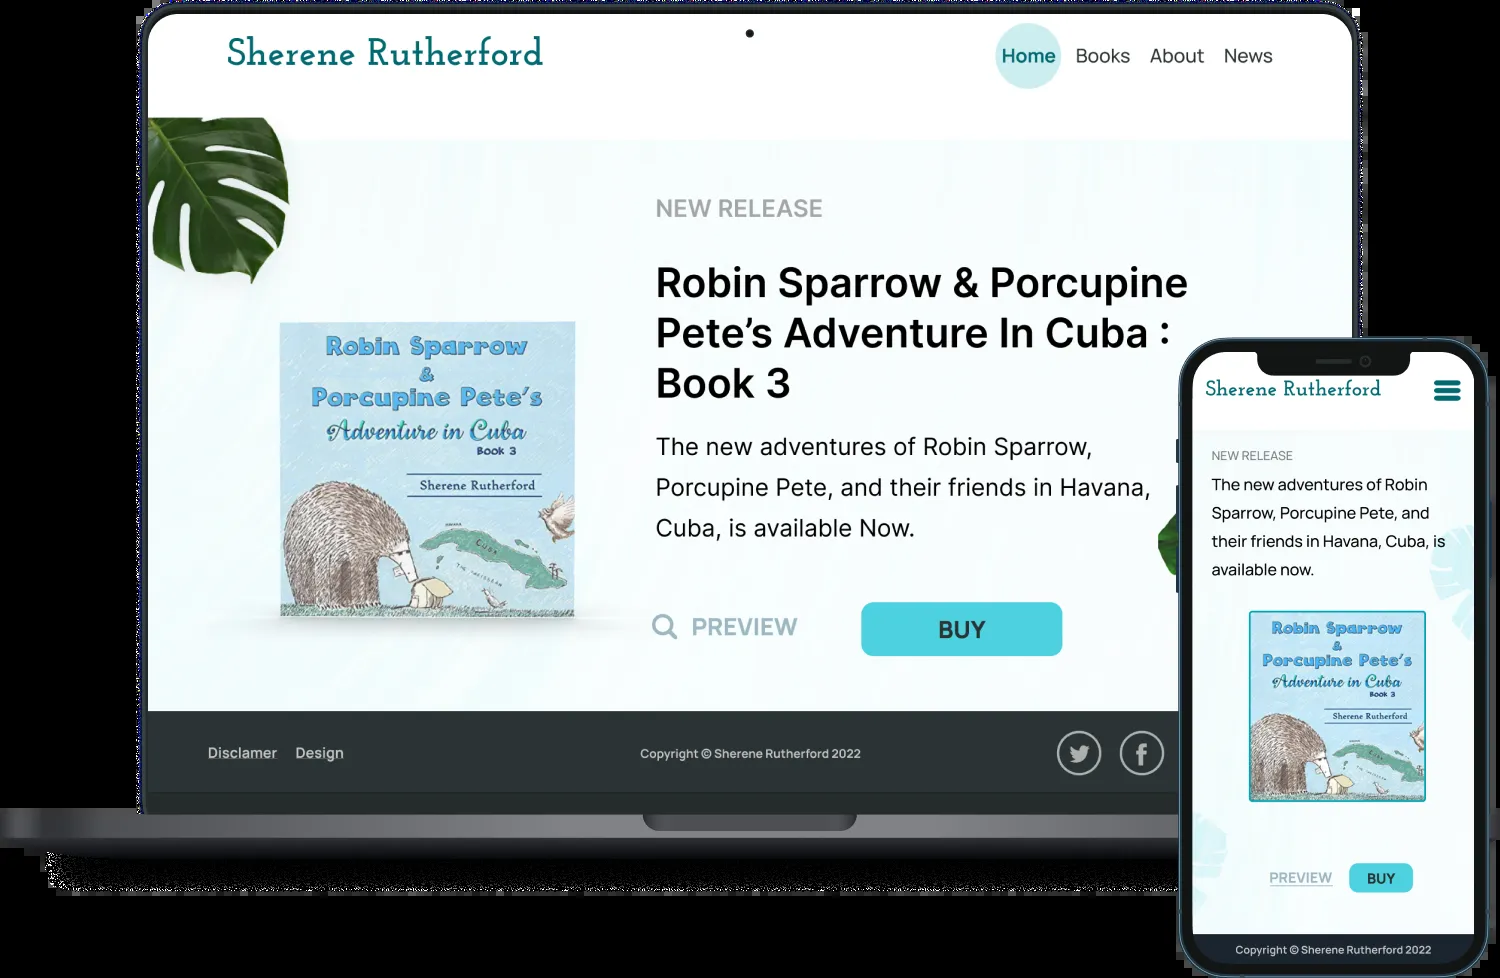 Sherene Rutherford
Home Books About News
NEW RELEASE
Robin Sparrow & Porcupine
Pete’s Adventure In Cuba :
Book 3
The new adventures of Robin Sparrow,
Porcupine Pete, and their friends in Havana,
Cuba, is available Now.
PREVIEW
BUY
Robin Sparrow
&
Porcupine Pete’s
Adventure in Cuba
Book 3
Sherene Rutherford
HAVANA
CUBA
THE CARIBBEAN
Disclamer Design
Copyright © Sherene Rutherford 2022
Sherene Rutherford
NEW RELEASE
The new adventures of Robin
Sparrow, Porcupine Pete, and
their friends in Havana, Cuba, is
available now.
Robin Sparrow
&
Porcupine Pete’s
Adventure in Cuba
Book 3
Sherene Rutherford
PREVIEW
BUY
Copyright © Sherene Rutherford 2022